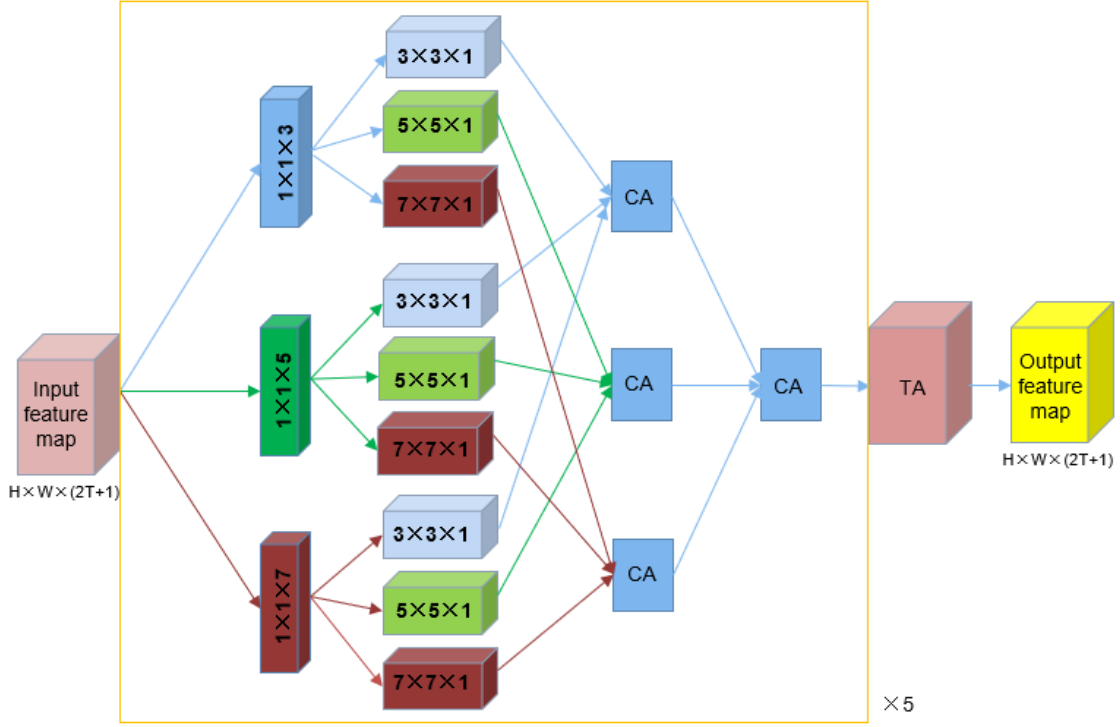 Input
feature
map
H×W×(2T+1)
1×1×3
1×1×5
1×1×7
3×3×1
5×5×1
7×7×1
3×3×1
5×5×1
7×7×1
3×3×1
5×5×1
7×7×1
CA
CA
CA
CA
TA
Output
feature
map
H×W×(2T+1)
×5